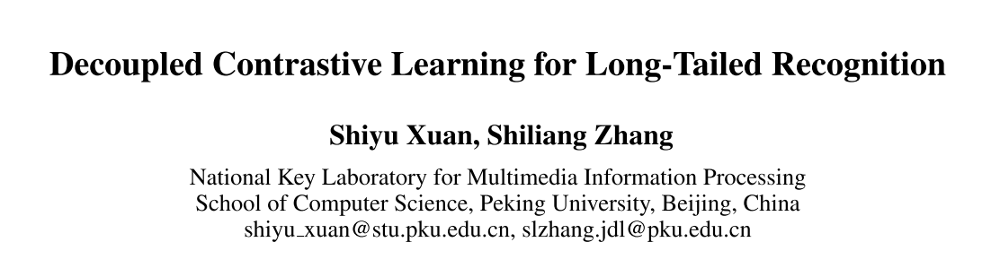 Decoupled Contrastive Learning for Long-Tailed Recognition
Shiyu Xuan, Shiliang Zhang
National Key Laboratory for Multimedia Information Processing
School of Computer Science, Peking University, Beijing, China
shiyu_xuan@stu.pku.edu.cn, slzhang.jdl@pku.edu.cn